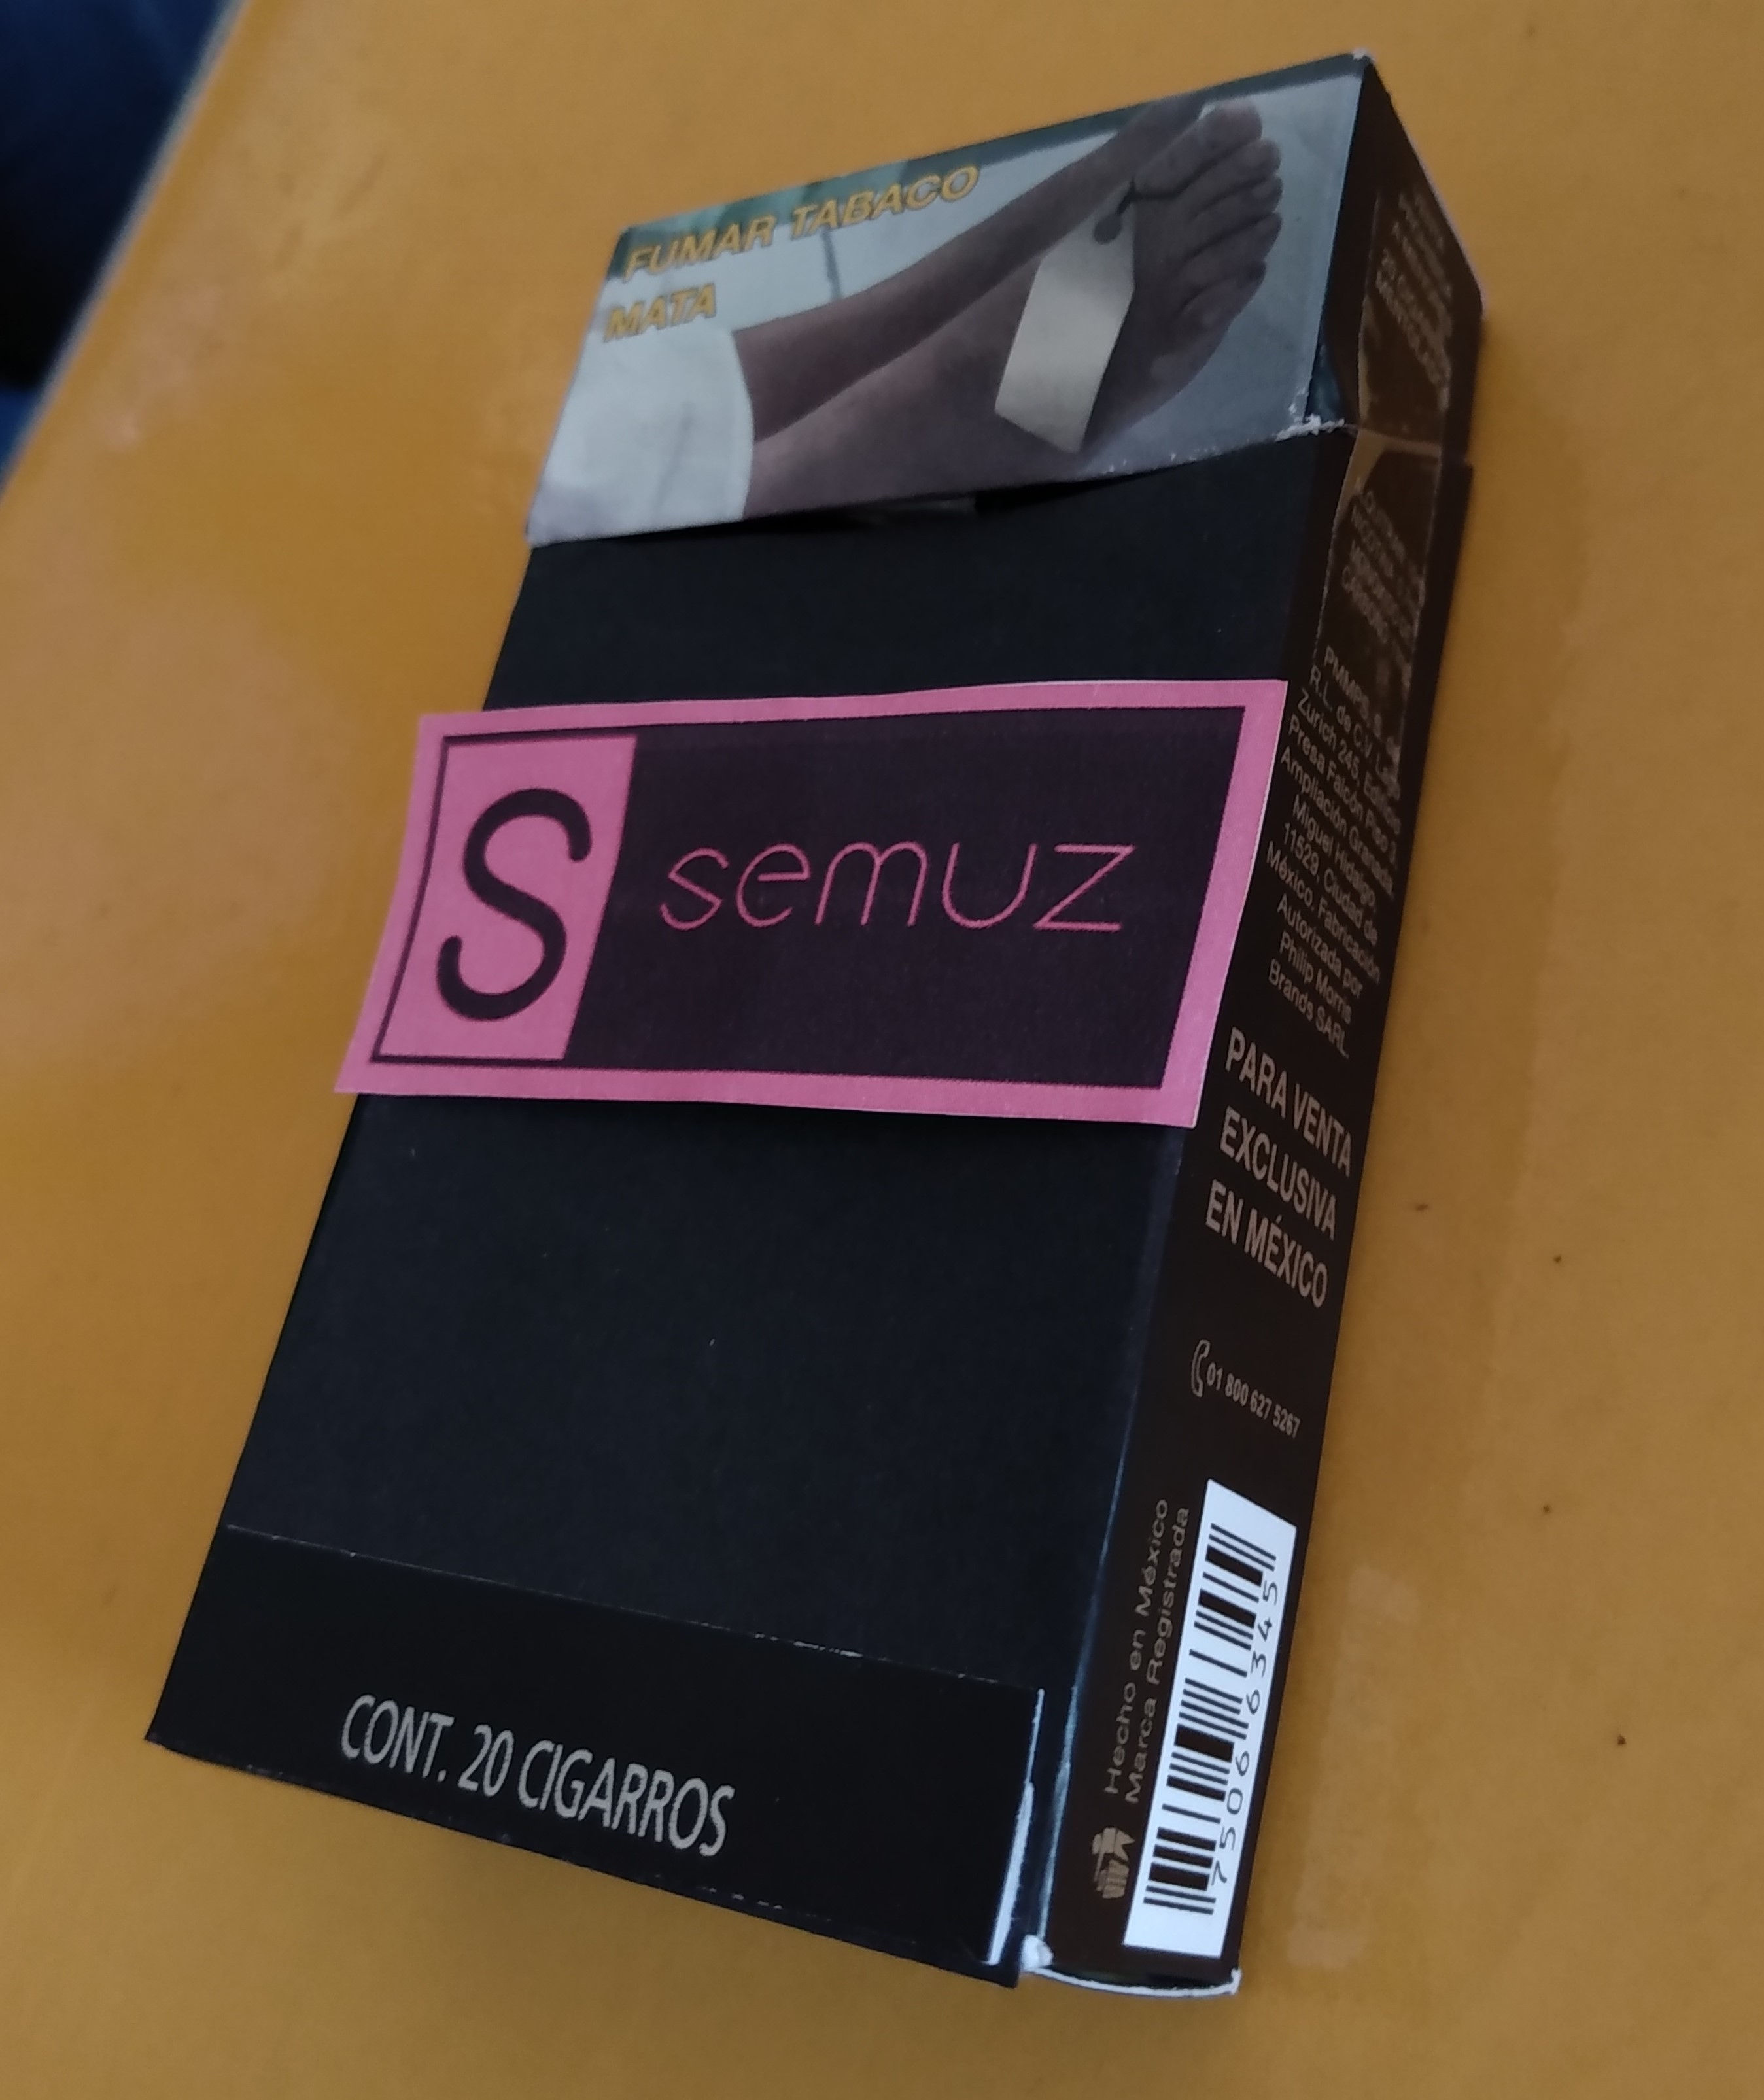 FUMAR TABACO
MATA
S
semuz
CONT. 20 CIGARROS
R.L. de C.V. Lago
Zurich 245, Edificio
Presa Falcón Piso 3,
Ampliación Granada,
Miguel Hidalgo,
11529, Ciudad de
México. Fabricación
Autorizada por
Philip Morris
Brands SARL.
PARA VENTA
EXCLUSIVA
EN MÉXICO
01 800 627 5267
Hecho en México
Marca Registrada
75066345